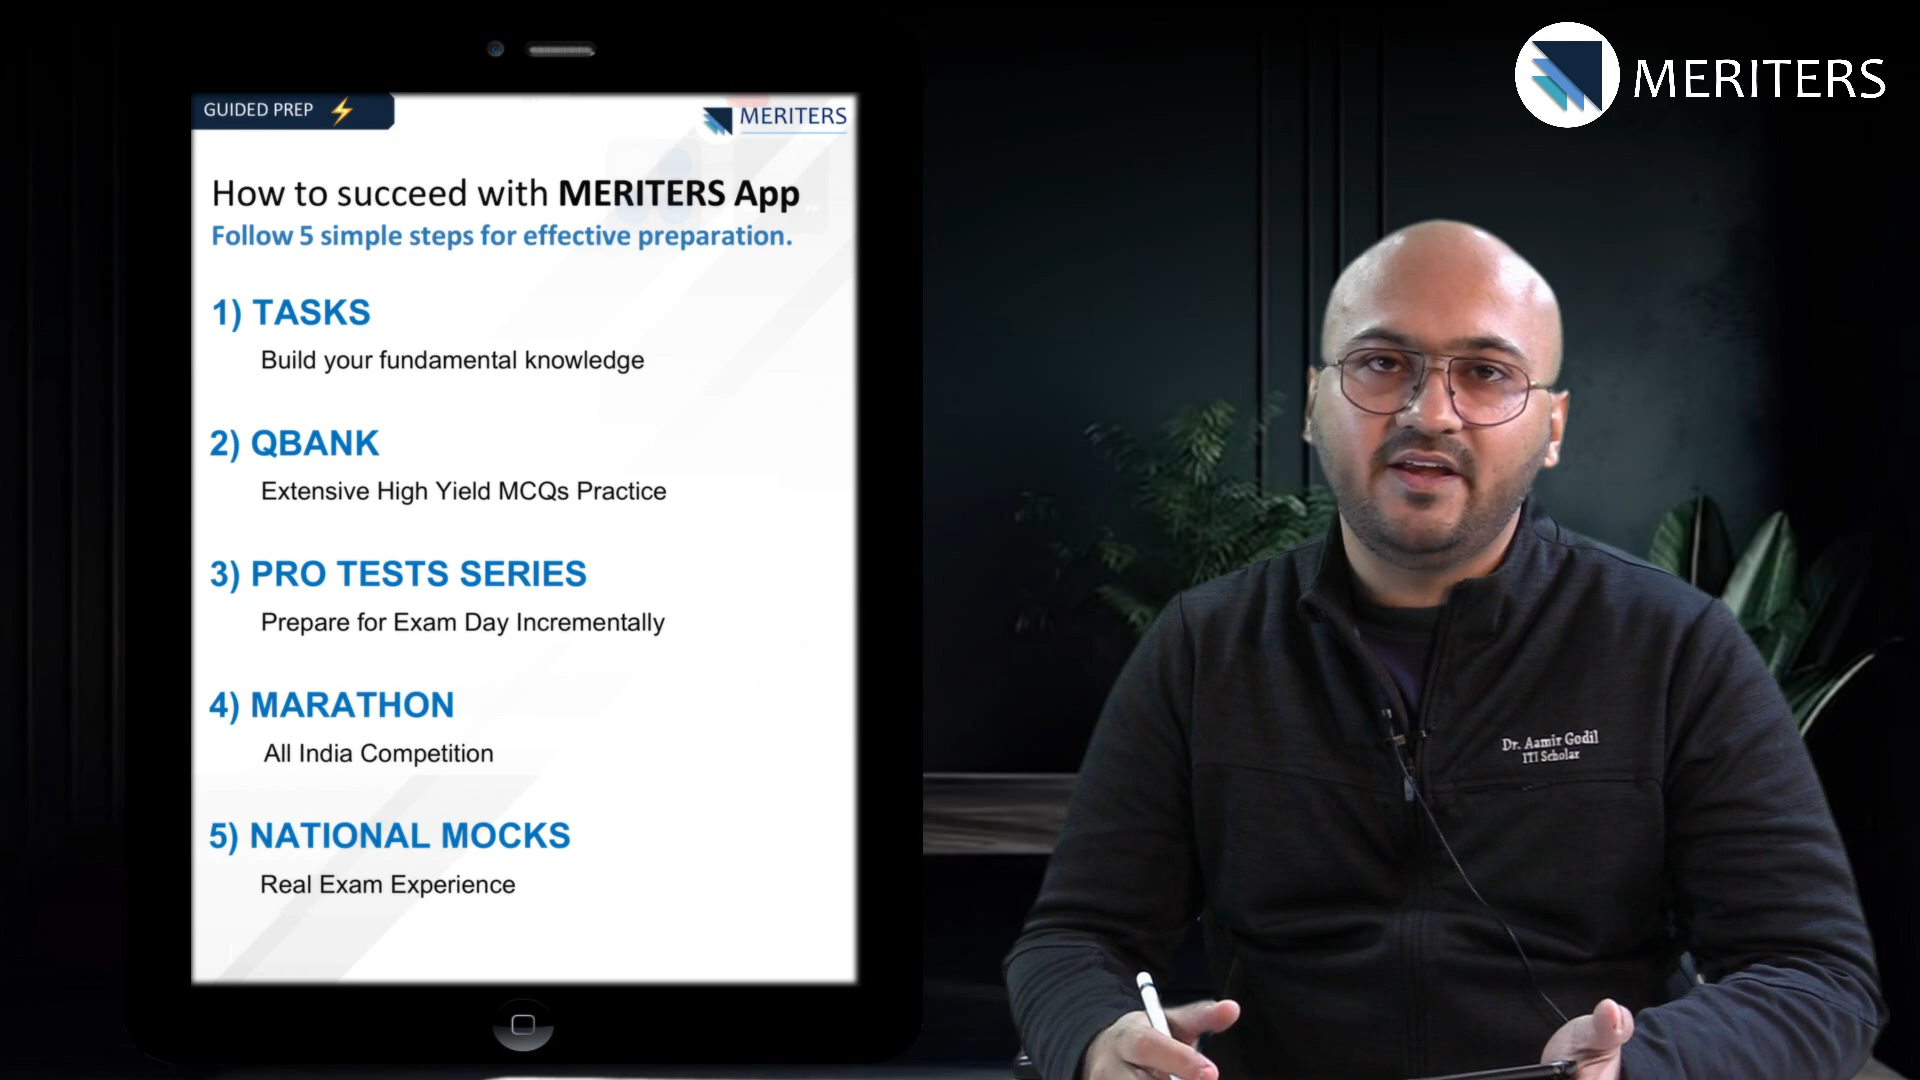 GUIDED PREP
MERITERS
How to succeed with MERITERS App
Follow 5 simple steps for effective preparation.
1) TASKS
Build your fundamental knowledge
2) QBANK
Extensive High Yield MCQs Practice
3) PRO TESTS SERIES
Prepare for Exam Day Incrementally
4) MARATHON
All India Competition
5) NATIONAL MOCKS
Real Exam Experience
MERITERS
Dr. Aamir Godil
ITI Scholar